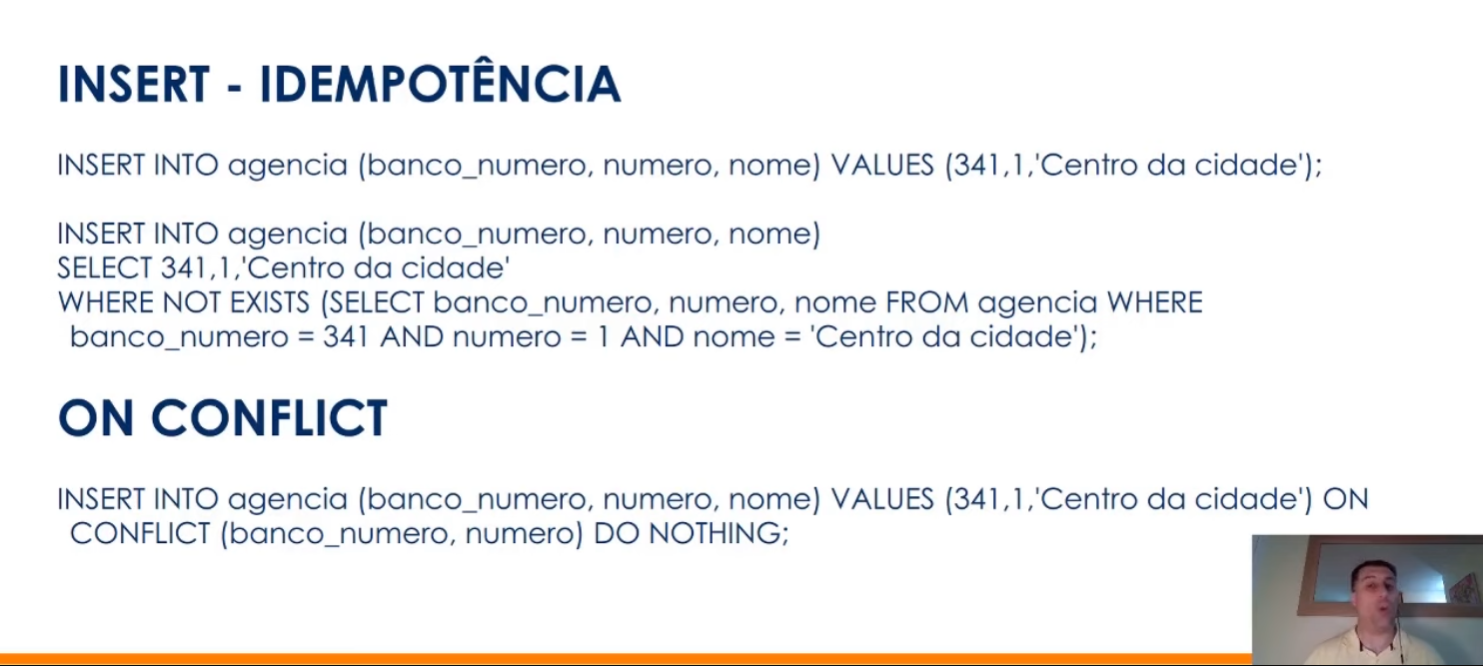 INSERT - IDEMPOTÊNCIA
INSERT INTO agencia (banco_numero, numero, nome) VALUES (341,1,'Centro da cidade');
INSERT INTO agencia (banco_numero, numero, nome)
SELECT 341,1,'Centro da cidade'
WHERE NOT EXISTS (SELECT banco_numero, numero, nome FROM agencia WHERE
banco_numero = 341 AND numero = 1 AND nome = 'Centro da cidade');
ON CONFLICT
INSERT INTO agencia (banco_numero, numero, nome) VALUES (341,1,'Centro da cidade') ON
CONFLICT (banco_numero, numero) DO NOTHING;